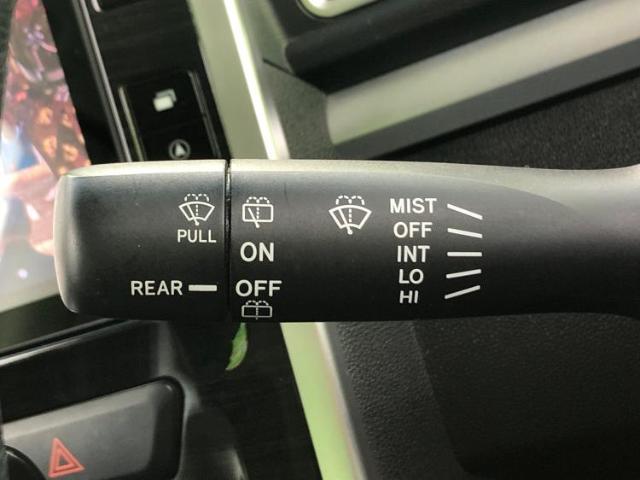 PULL
REAR
ON
OFF
MIST
OFF
INT
LO
HI